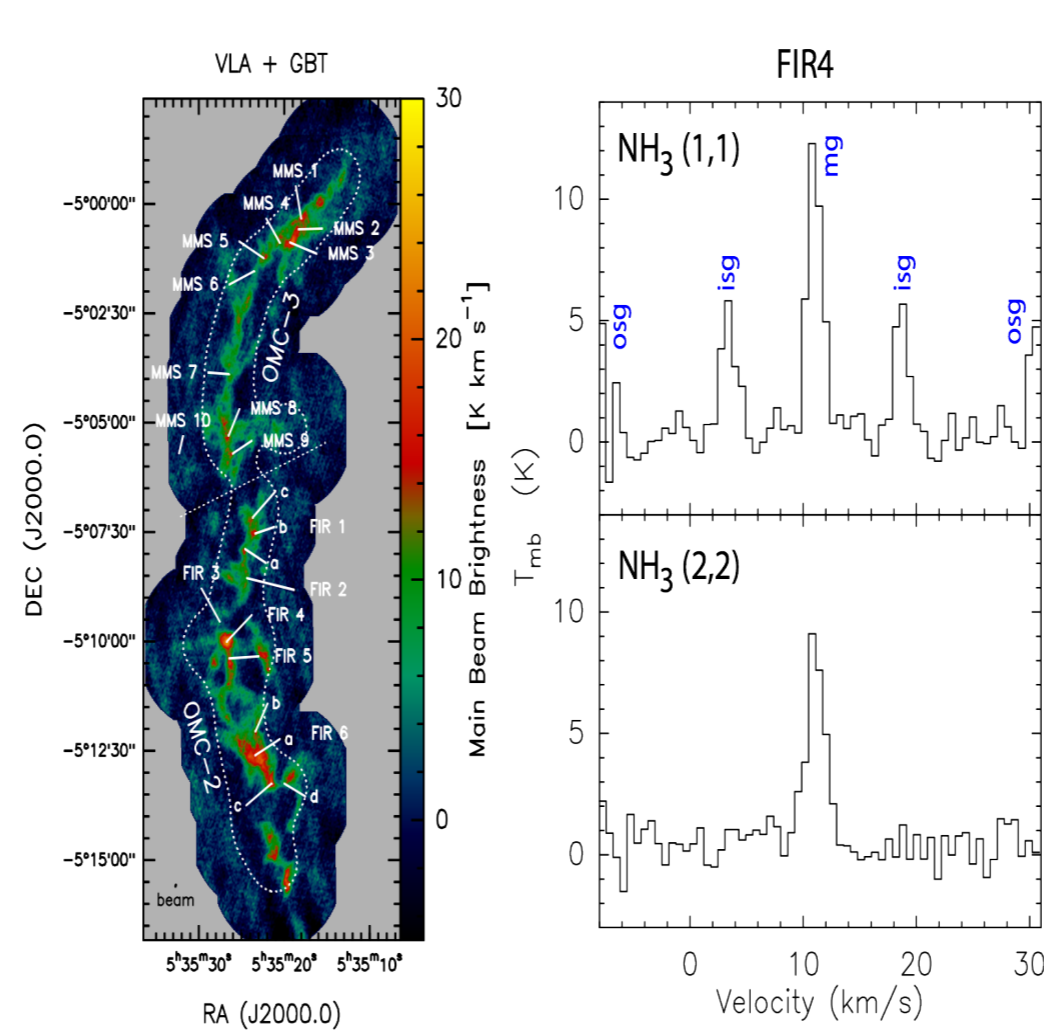 VLA + GBT
−5°00'00"
−5°02'30"
−5°05'00"
−5°07'30"
−5°10'00"
−5°12'30"
−5°15'00"
DEC (J2000.0)
MMS 1
MMS 4
MMS 2
MMS 5
MMS 3
MMS 6
OMC−3
MMS 7
MMS 8
MMS 10
MMS 9
c
b
FIR 1
a
FIR 3
FIR 2
FIR 4
FIR 5
OMC−2
b
a
FIR 6
c
d
beam
5ʰ35ᵐ30ˢ
5ʰ35ᵐ20ˢ
5ʰ35ᵐ10ˢ
RA (J2000.0)
30
20
10
0
Main Beam Brightness [K km s⁻¹]
FIR4
NH₃ (1,1)
mg
isg
isg
osg
osg
10
5
0
T_mb (K)
NH₃ (2,2)
10
5
0
0
10
20
30
Velocity (km/s)